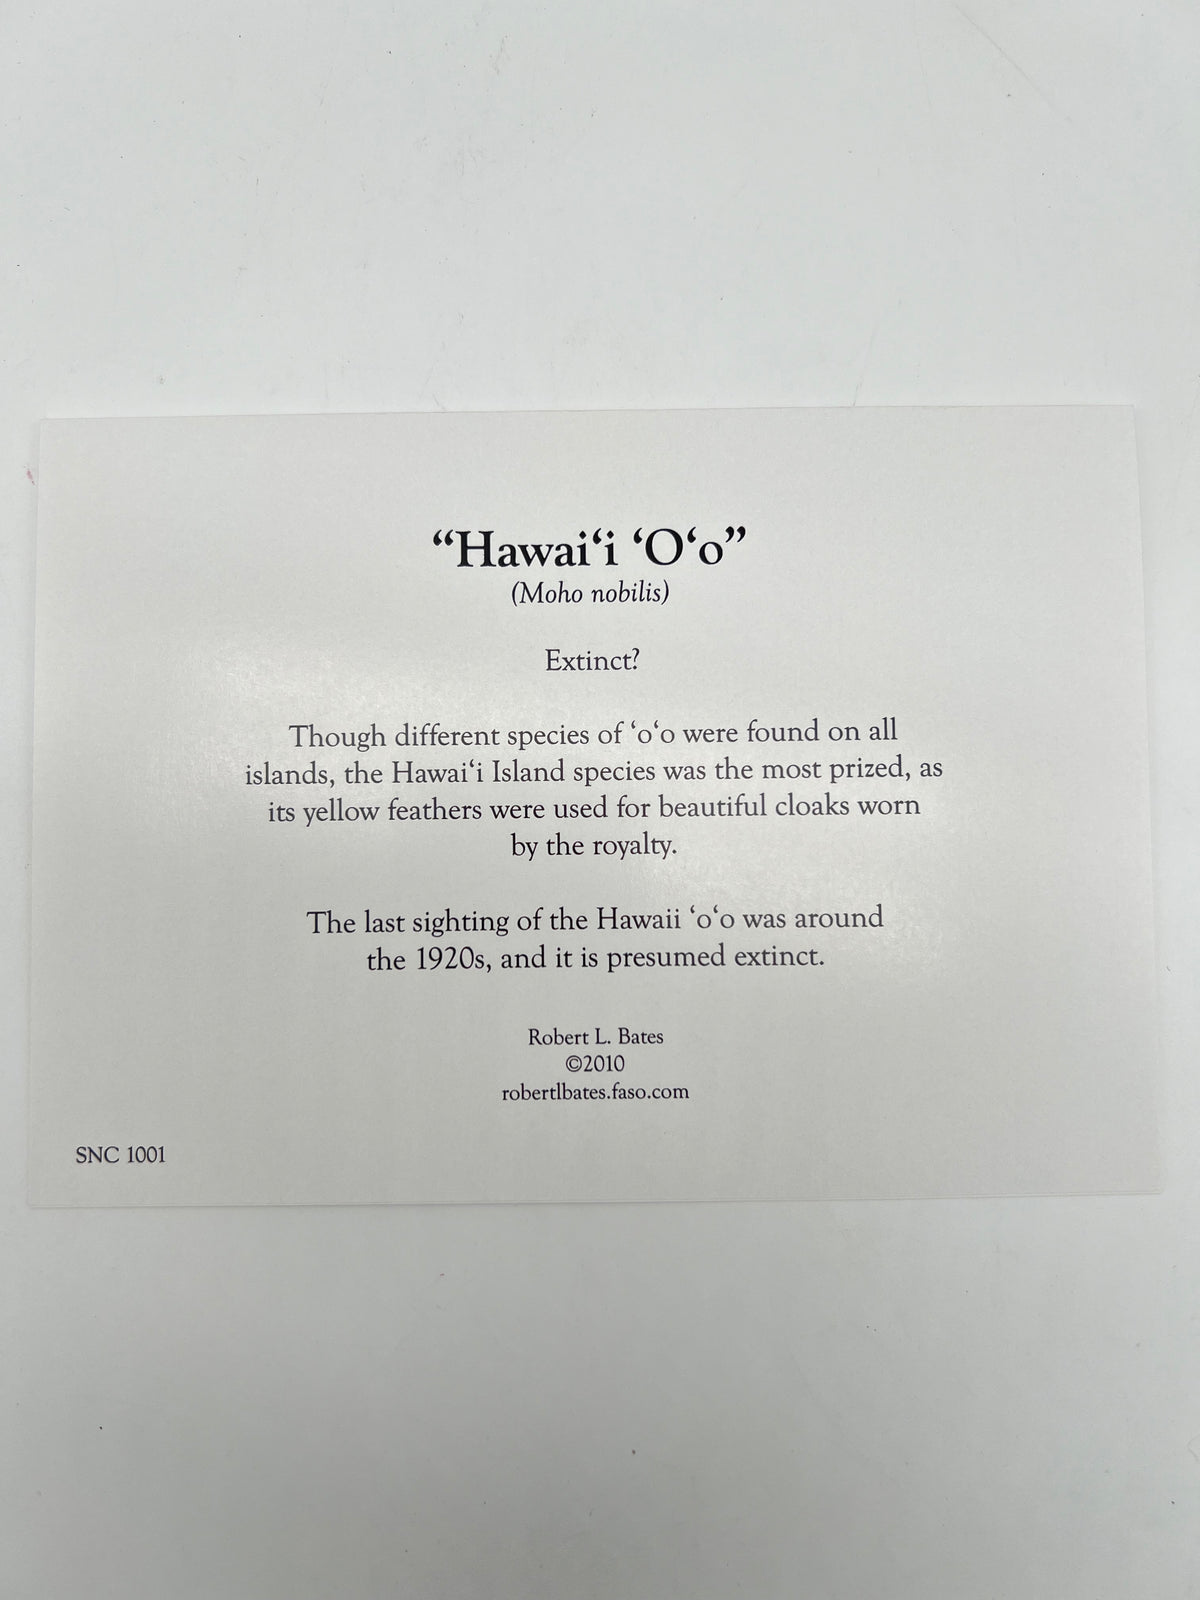 “Hawai‘i ‘O‘o”
(Moho nobilis)
Extinct?
Though different species of ‘o‘o were found on all
islands, the Hawai‘i Island species was the most prized, as
its yellow feathers were used for beautiful cloaks worn
by the royalty.
The last sighting of the Hawaii ‘o‘o was around
the 1920s, and it is presumed extinct.
Robert L. Bates
©2010
robertlbates.faso.com
SNC 1001